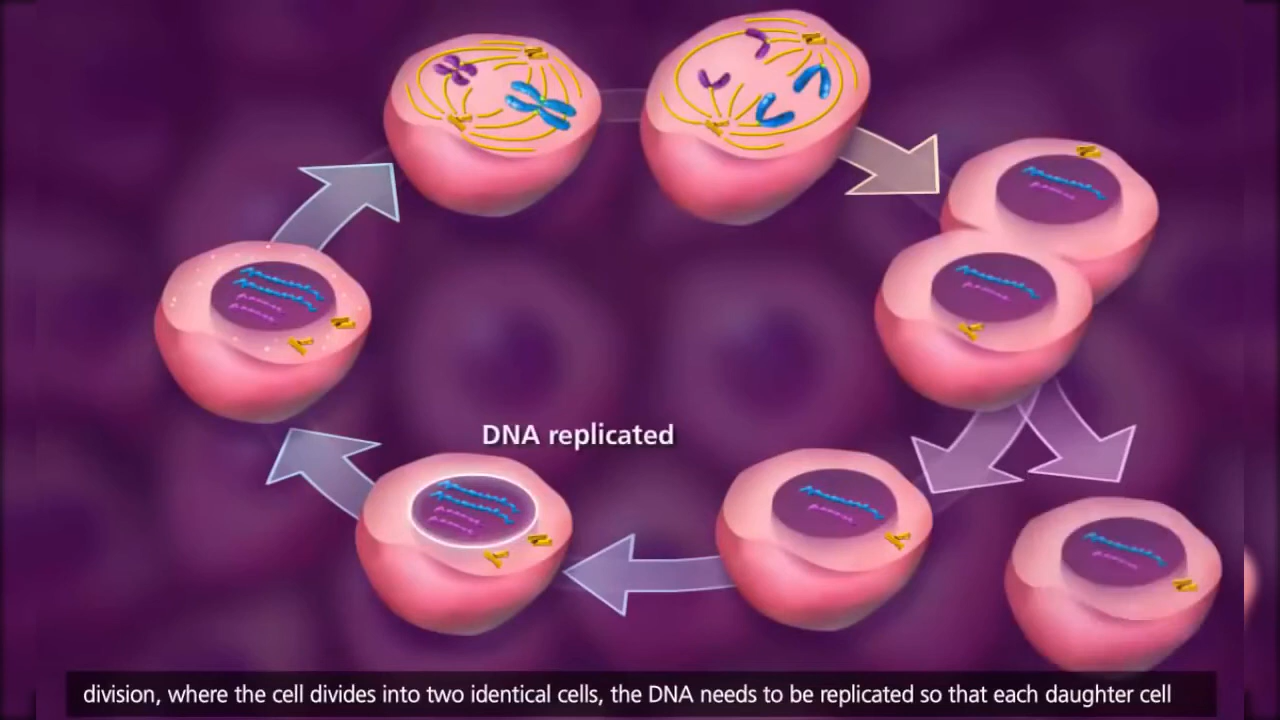 DNA replicated
division, where the cell divides into two identical cells, the DNA needs to be replicated so that each daughter cell